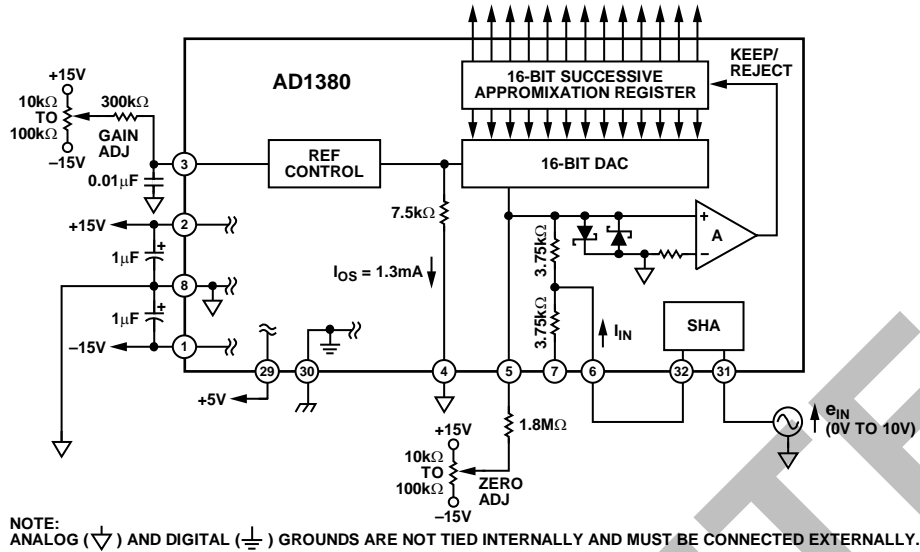 AD1380
16-BIT SUCCESSIVE
APPROMIXATION REGISTER
KEEP/
REJECT
+15V
10kΩ
TO
100kΩ
–15V
300kΩ
GAIN
ADJ
3
0.01µF
REF
CONTROL
16-BIT DAC
+15V
2
1µF
8
1µF
–15V
1
7.5kΩ
I_OS = 1.3mA
3.75kΩ
3.75kΩ
+
–
A
I_IN
SHA
29
30
4
5
7
6
32
31
+5V
+15V
10kΩ
TO
100kΩ
–15V
1.8MΩ
ZERO
ADJ
e_IN
(0V TO 10V)
NOTE:
ANALOG ( ) AND DIGITAL ( ) GROUNDS ARE NOT TIED INTERNALLY AND MUST BE CONNECTED EXTERNALLY.